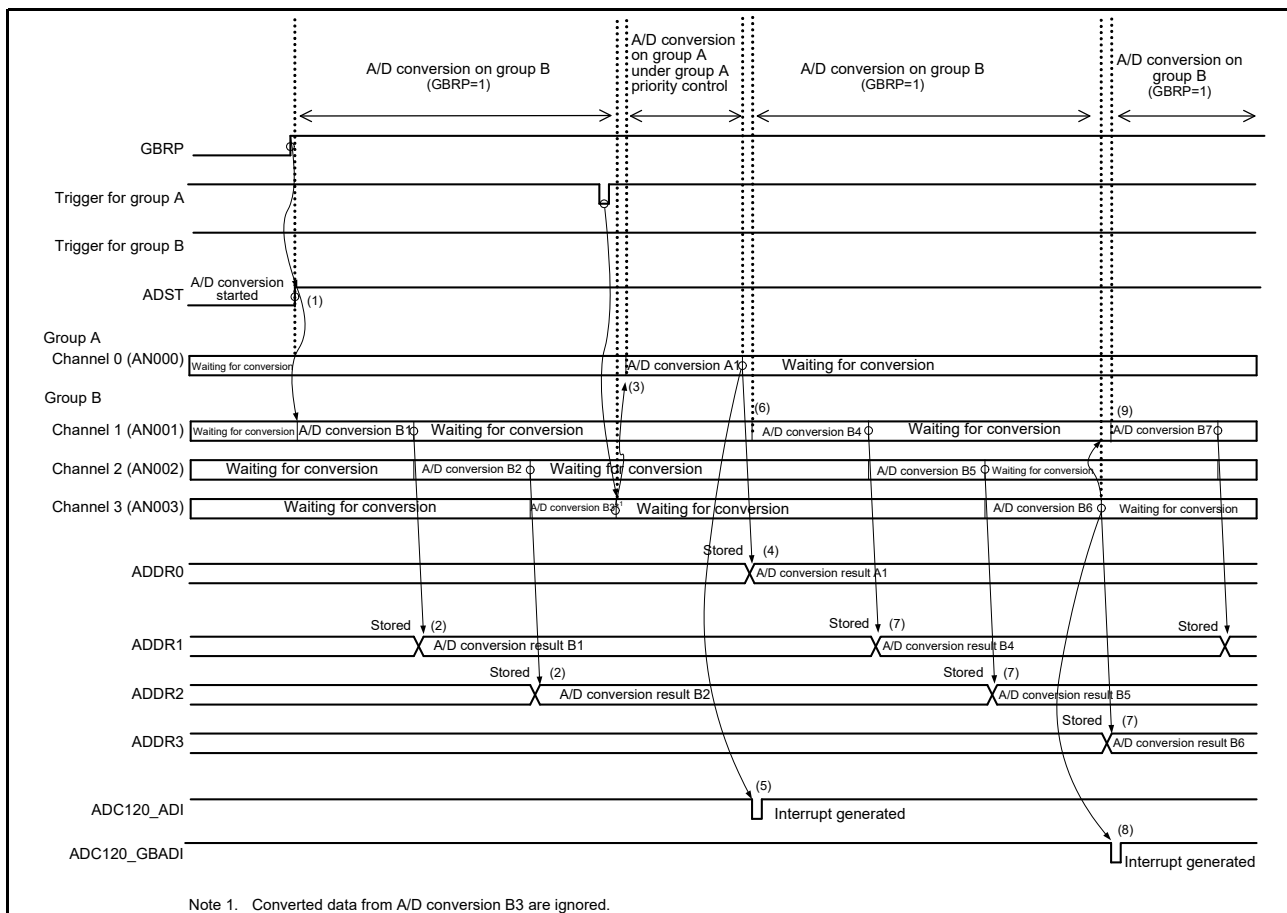 A/D conversion on group B
(GBRP=1)
A/D conversion
on group A
under group A
priority control
A/D conversion on group B
(GBRP=1)
A/D conversion on
group B
(GBRP=1)
GBRP
Trigger for group A
Trigger for group B
ADST
A/D conversion
started
(1)
Group A
Channel 0 (AN000)
Waiting for conversion
A/D conversion A1
Waiting for conversion
(3)
Group B
(6)
(9)
Channel 1 (AN001)
Waiting for conversion
A/D conversion B1
Waiting for conversion
A/D conversion B4
Waiting for conversion
A/D conversion B7
Channel 2 (AN002)
Waiting for conversion
A/D conversion B2
Waiting for conversion
A/D conversion B5
Waiting for conversion
Channel 3 (AN003)
Waiting for conversion
A/D conversion B3*1
Waiting for conversion
A/D conversion B6
Waiting for conversion
Stored (4)
ADDR0
A/D conversion result A1
Stored (2)
Stored (7)
Stored
ADDR1
A/D conversion result B1
A/D conversion result B4
Stored (2)
Stored (7)
ADDR2
A/D conversion result B2
A/D conversion result B5
Stored (7)
ADDR3
A/D conversion result B6
ADC120_ADI
(5)
Interrupt generated
ADC120_GBADI
(8)
Interrupt generated
Note 1. Converted data from A/D conversion B3 are ignored.